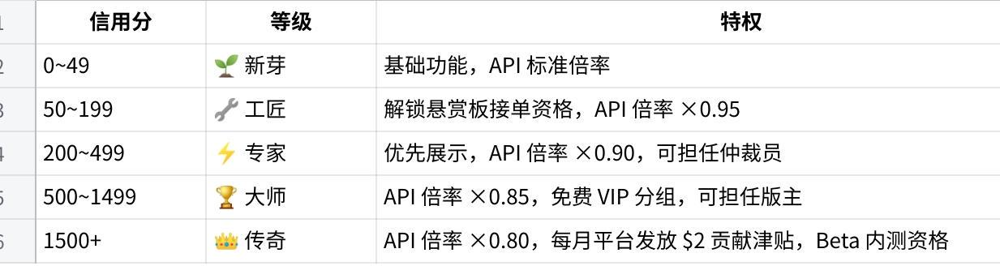 信用分 等级 特权
0~49 🌱 新芽 基础功能，API 标准倍率
50~199 🔧 工匠 解锁悬赏板接单资格，API 倍率 ×0.95
200~499 ⚡ 专家 优先展示，API 倍率 ×0.90，可担任仲裁员
500~1499 🏆 大师 API 倍率 ×0.85，免费 VIP 分组，可担任版主
1500+ 👑 传奇 API 倍率 ×0.80，每月平台发放 $2 贡献津贴，Beta 内测资格